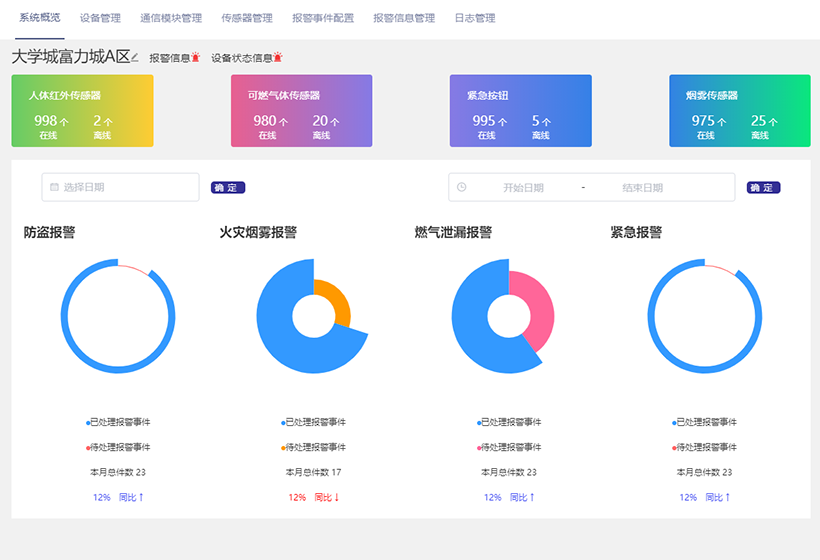 系统概览 设备管理 通信模块管理 传感器管理 报警事件配置 报警信息管理 日志管理
大学城富力城A区 报警信息 设备状态信息
人体红外传感器 可燃气体传感器 紧急按钮 烟雾传感器
998 个 2 个 980 个 20 个 995 个 5 个 975 个 25 个
在线 离线 在线 离线 在线 离线 在线 离线
选择日期 确 定 开始日期 - 结束日期 确 定
防盗报警 火灾烟雾报警 燃气泄漏报警 紧急报警
已处理报警事件 已处理报警事件 已处理报警事件 已处理报警事件
待处理报警事件 待处理报警事件 待处理报警事件 待处理报警事件
本月总件数 23 本月总件数 17 本月总件数 23 本月总件数 23
12% 同比↑ 12% 同比↓ 12% 同比↑ 12% 同比↑